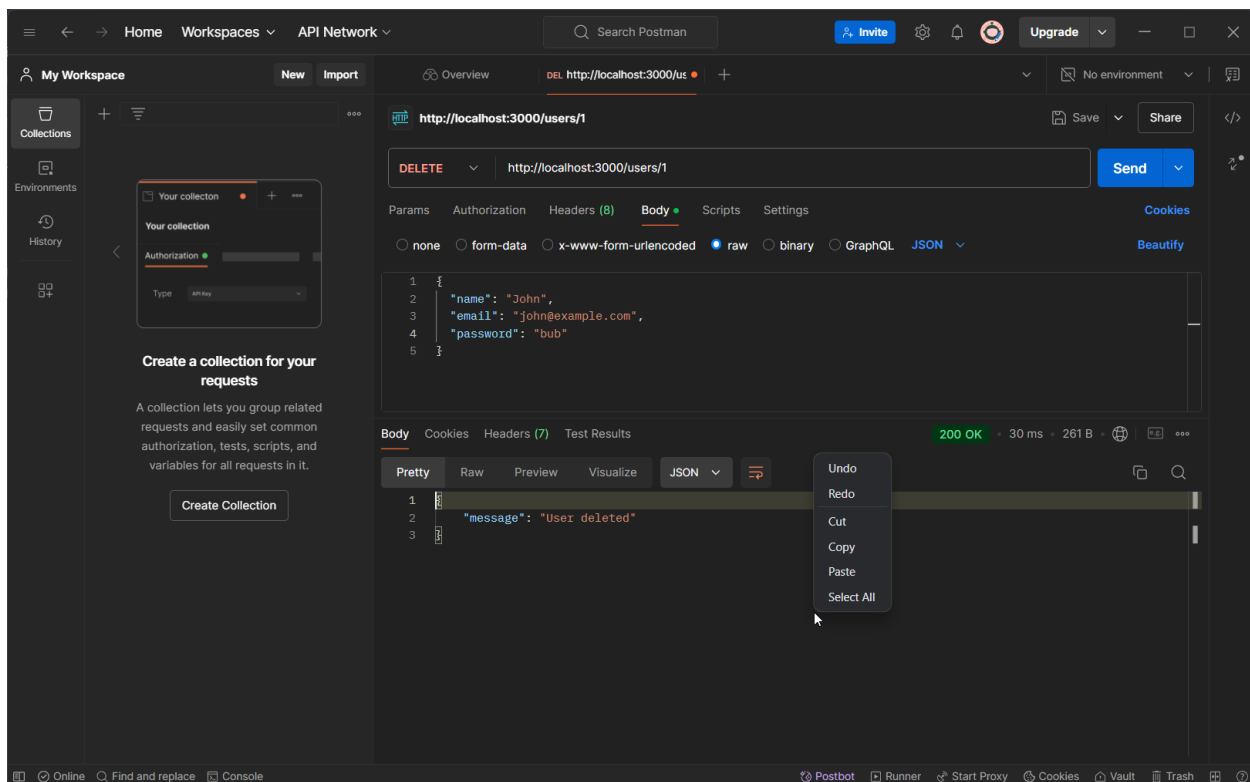 Home Workspaces API Network Search Postman Invite Upgrade
My Workspace New Import Overview DEL http://localhost:3000/us No environment
Collections
Environments
History
Your collecton
Your collection
Authorization
Type API Key
Create a collection for your
requests
A collection lets you group related
requests and easily set common
authorization, tests, scripts, and
variables for all requests in it.
Create Collection
HTTP http://localhost:3000/users/1 Save Share
DELETE http://localhost:3000/users/1 Send
Params Authorization Headers (8) Body Scripts Settings Cookies
none form-data x-www-form-urlencoded raw binary GraphQL JSON Beautify
1 {
2 "name": "John",
3 "email": "john@example.com",
4 "password": "bub"
5 }
Body Cookies Headers (7) Test Results 200 OK 30 ms 261 B e.g.
Pretty Raw Preview Visualize JSON
1 {
2 "message": "User deleted"
3 }
Undo
Redo
Cut
Copy
Paste
Select All
Online Find and replace Console Postbot Runner Start Proxy Cookies Vault Trash